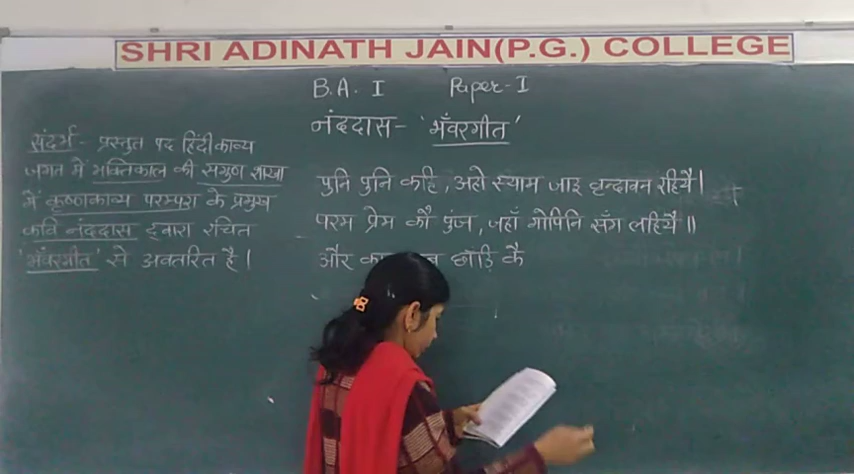 SHRI ADINATH JAIN(P.G.) COLLEGE
B.A. I Paper-I
नंददास- 'भँवरगीत'
संदर्भ - प्रस्तुत पद हिंदी काव्य
जगत में भक्तिकाल की सगुण शाखा
में कृष्णकाव्य परम्परा के प्रमुख
कवि नंददास द्वारा रचित
'भँवरगीत' से अवतरित है।
पुनि पुनि कहि, अहो स्याम जाइ वृन्दावन रहियै।
परम प्रेम कौ पुंज, जहाँ गोपिनि सँग लहियै॥
और छाँड़ि कै